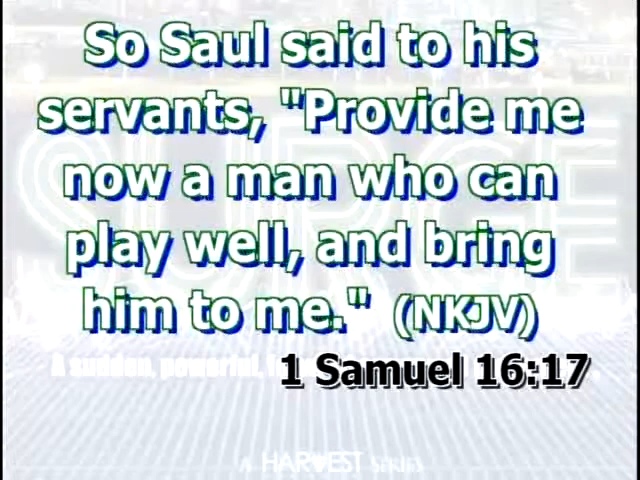 So Saul said to his
servants, "Provide me
now a man who can
play well, and bring
him to me." (NKJV)
A sudden, powerful,
1 Samuel 16:17
SURGE
A HARVEST SERIES